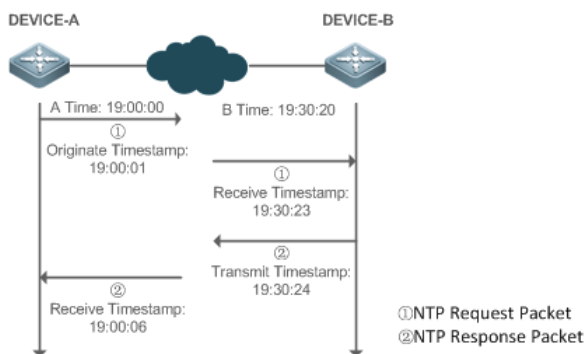 DEVICE-A
DEVICE-B
A Time: 19:00:00
B Time: 19:30:20
①
Originate Timestamp:
19:00:01
①
Receive Timestamp:
19:30:23
②
Transmit Timestamp:
19:30:24
②
Receive Timestamp:
19:00:06
①NTP Request Packet
②NTP Response Packet